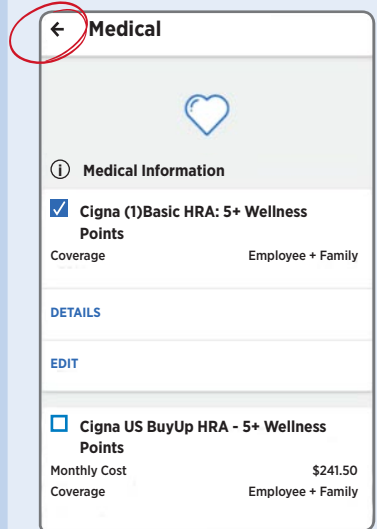 Medical
Medical Information
Cigna (1)Basic HRA: 5+ Wellness
Points
Coverage Employee + Family
DETAILS
EDIT
Cigna US BuyUp HRA - 5+ Wellness
Points
Monthly Cost $241.50
Coverage Employee + Family